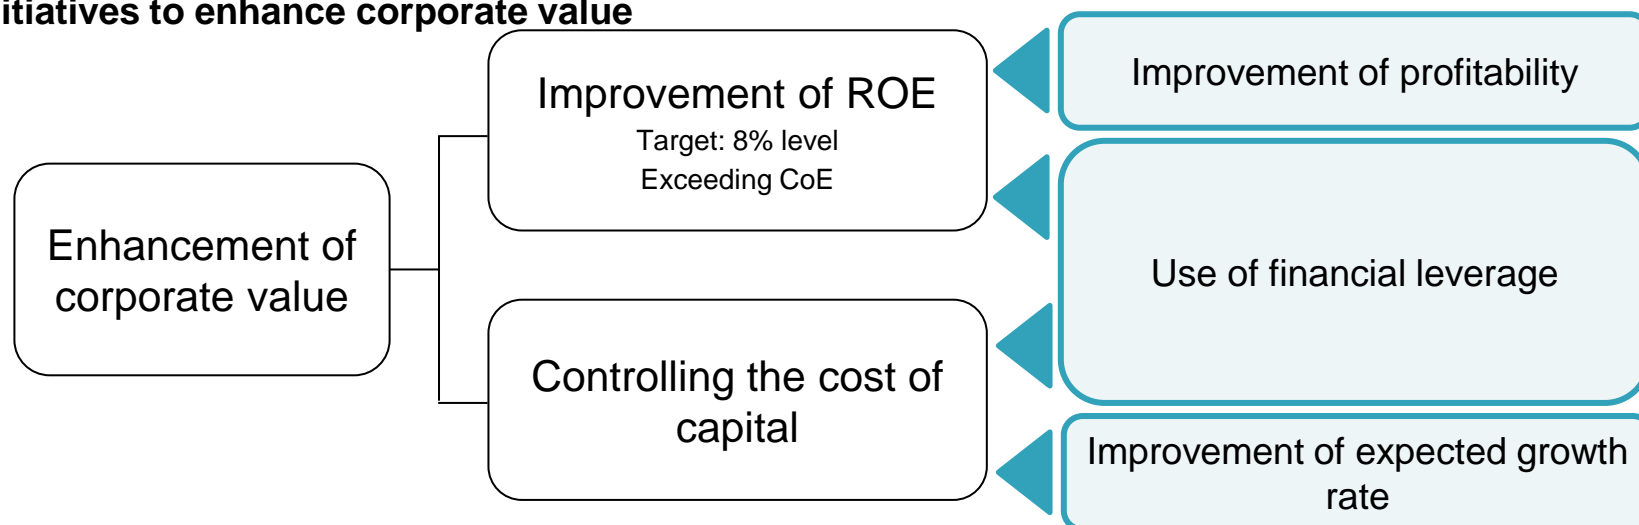 itiatives to enhance corporate value
Improvement of ROE
Target: 8% level
Exceeding CoE
Improvement of profitability
Enhancement of
corporate value
Use of financial leverage
Controlling the cost of
capital
Improvement of expected growth
rate